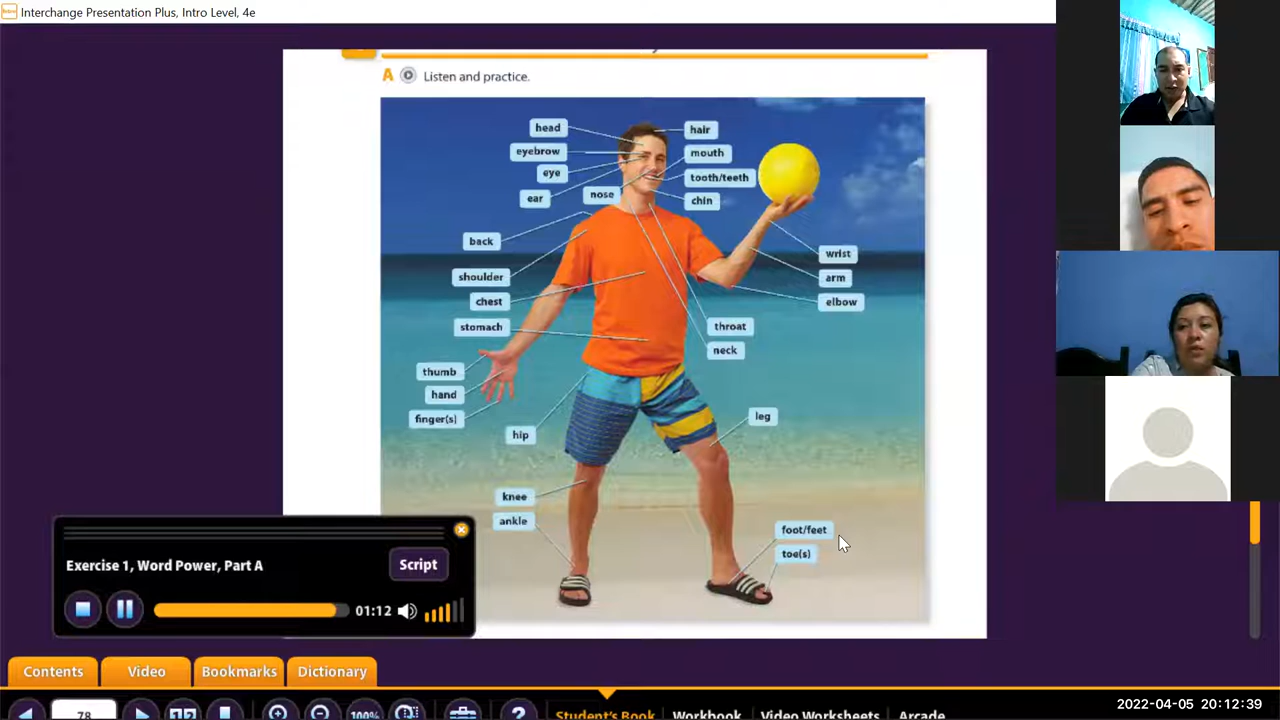 Interchange Presentation Plus, Intro Level, 4e
A Listen and practice.
head
hair
eyebrow
mouth
eye
tooth/teeth
ear
nose
chin
back
wrist
shoulder
arm
chest
elbow
stomach
throat
neck
thumb
hand
finger(s)
leg
hip
knee
ankle
foot/feet
toe(s)
Exercise 1, Word Power, Part A
Script
01:12
Contents
Video
Bookmarks
Dictionary
78
100%
?
Student's Book
Workbook
Video Worksheets
Arcade
2022-04-05 20:12:39